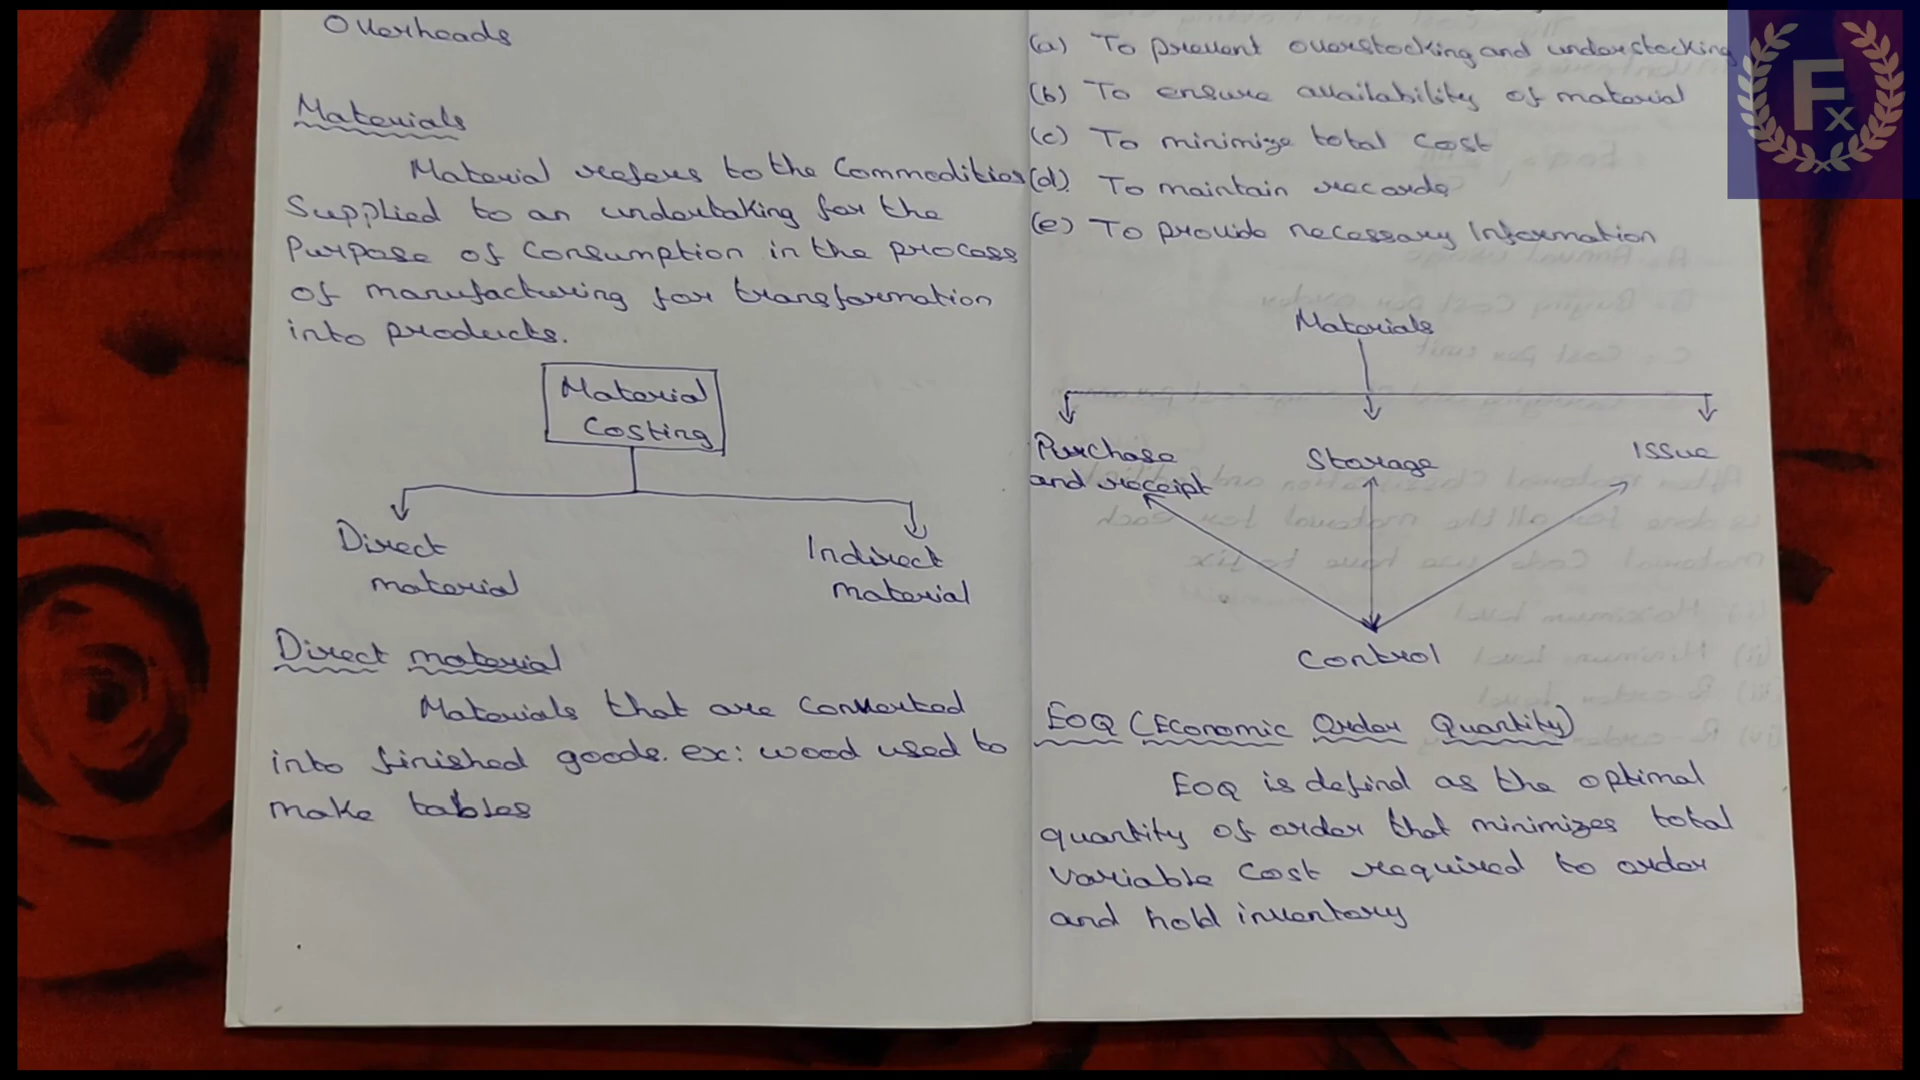 Overheads
Materials
Material refers to the Commodities
Supplied to an undertaking for the
Purpose of Consumption in the process
of manufacturing for transformation
into products.
Material
Costing
Direct
material
Indirect
material
Direct material
Materials that are Converted
into finished goods. ex: wood used to
make tables
(a) To prevent overstocking and understocking
(b) To ensure availability of material
(c) To minimize total Cost
(d) To maintain records
(e) To provide necessary Information
Materials
Purchase
and receipt
Storage
Issue
Control
EOQ (Economic Order Quantity)
EOQ is defind as the optimal
quantity of order that minimizes total
Variable Cost required to order
and hold inventory
Fx